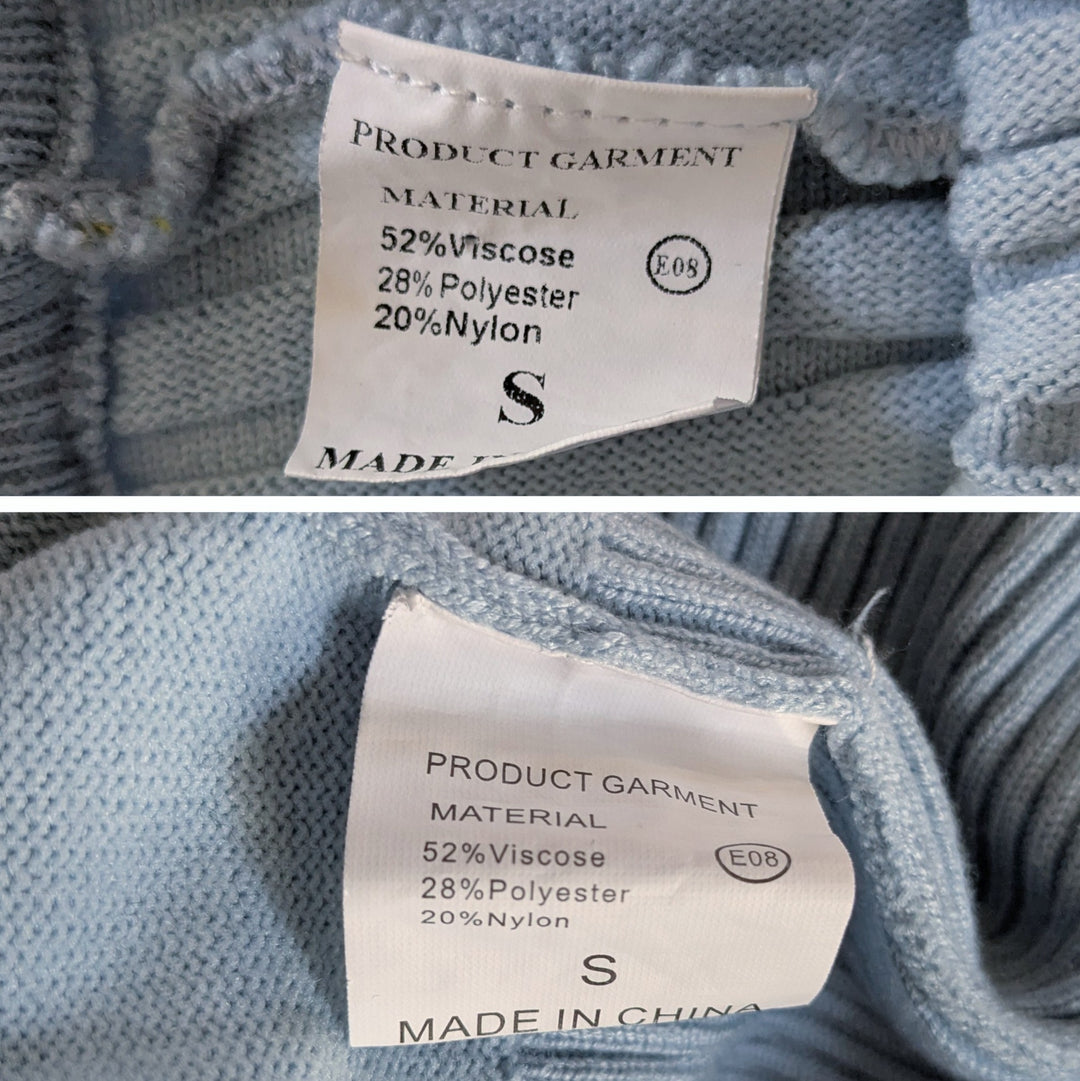 PRODUCT GARMENT
MATERIAL
52%Viscose
E08
28% Polyester
20%Nylon
S
MADE
PRODUCT GARMENT
MATERIAL
52%Viscose
E08
28%Polyester
20%Nylon
S
MADE IN CHINA